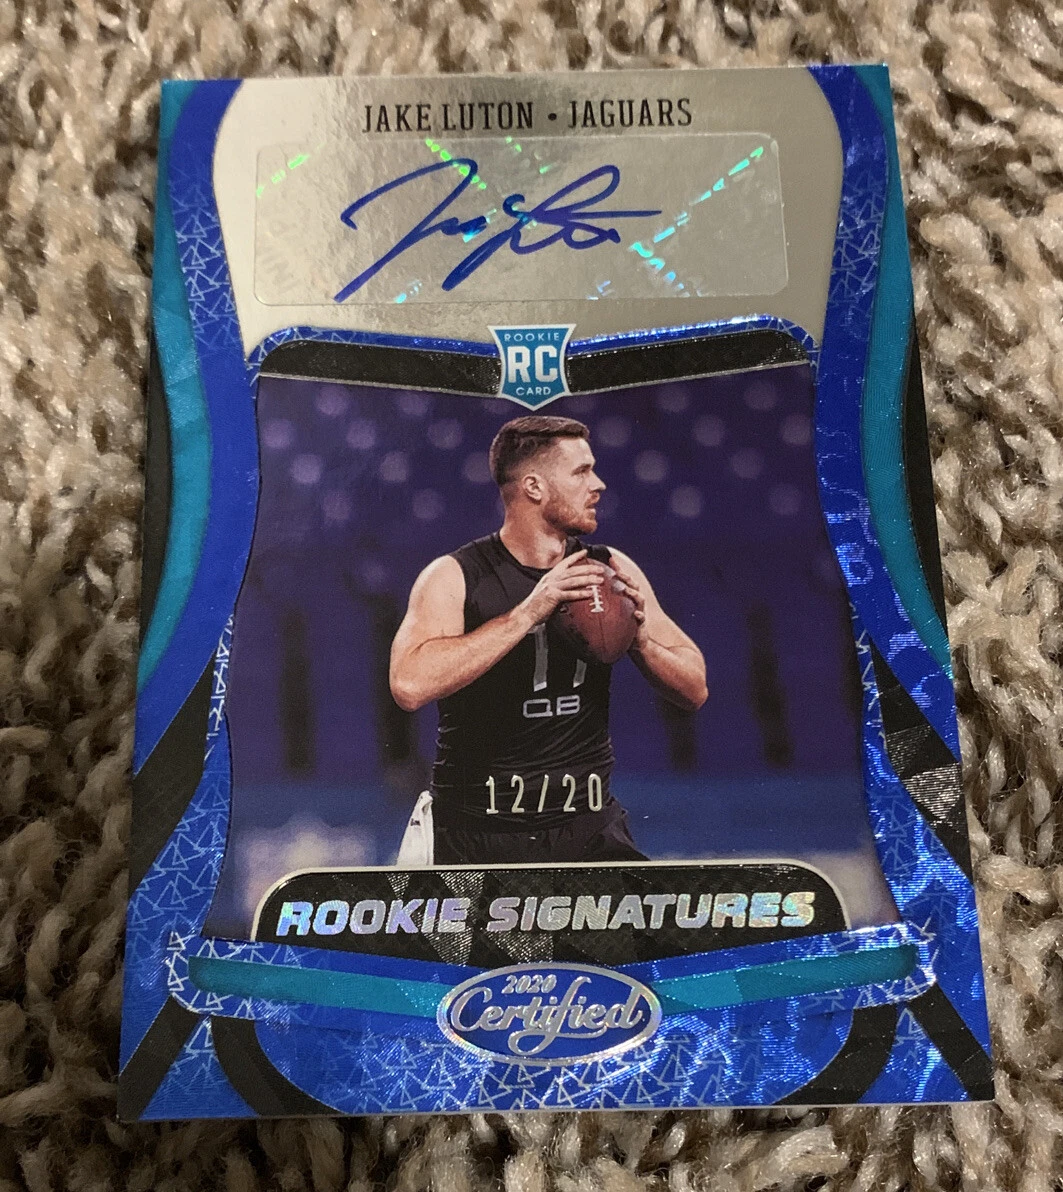 JAKE LUTON • JAGUARS
ROOKIE
RC
CARD
QB
12/20
ROOKIE SIGNATURES
2020
Certified